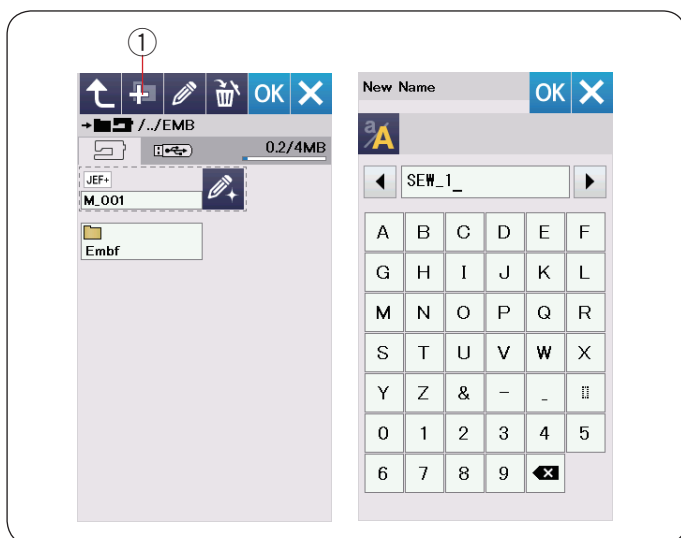 1
OK
/../EMB
0.2/4MB
JEF+
M_001
Embf
New Name
OK
a/A
SEW_1_
A B C D E F
G H I J K L
M N O P Q R
S T U V W X
Y Z & - _
0 1 2 3 4 5
6 7 8 9